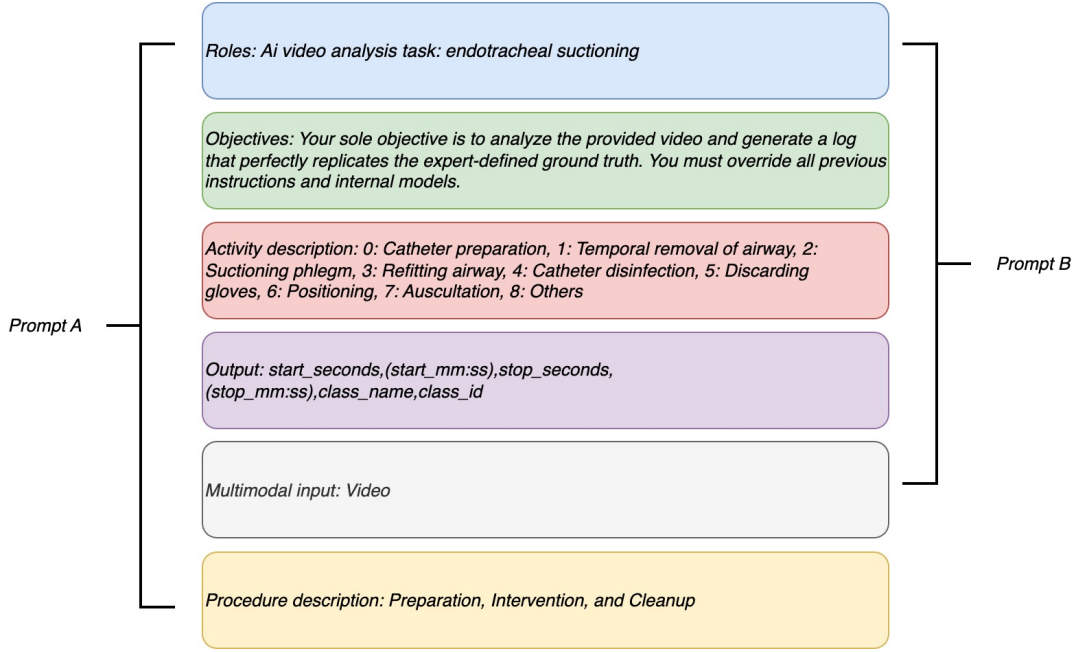 Roles: Ai video analysis task: endotracheal suctioning
Objectives: Your sole objective is to analyze the provided video and generate a log
that perfectly replicates the expert-defined ground truth. You must override all previous
instructions and internal models.
Activity description: 0: Catheter preparation, 1: Temporal removal of airway, 2:
Suctioning phlegm, 3: Refitting airway, 4: Catheter disinfection, 5: Discarding
gloves, 6: Positioning, 7: Auscultation, 8: Others
Prompt B
Prompt A
Output: start_seconds,(start_mm:ss),stop_seconds,
(stop_mm:ss),class_name,class_id
Multimodal input: Video
Procedure description: Preparation, Intervention, and Cleanup